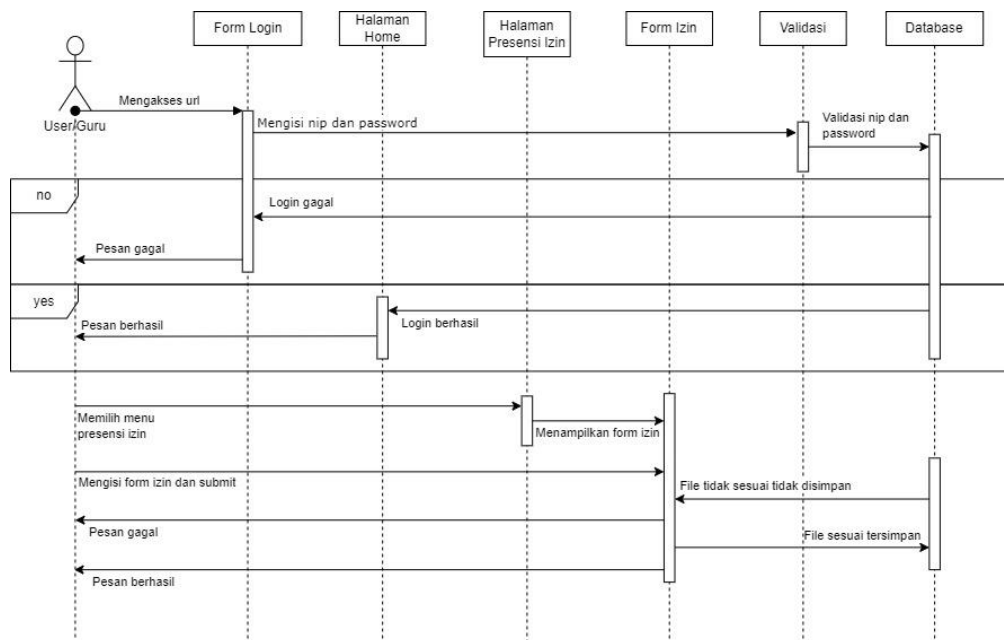 Form Login
Halaman
Home
Halaman
Presensi Izin
Form Izin
Validasi
Database
User/Guru
Mengakses url
Mengisi nip dan password
Validasi nip dan
password
no
Login gagal
Pesan gagal
yes
Login berhasil
Pesan berhasil
Memilih menu
presensi izin
Menampilkan form izin
Mengisi form izin dan submit
File tidak sesuai tidak disimpan
Pesan gagal
File sesuai tersimpan
Pesan berhasil